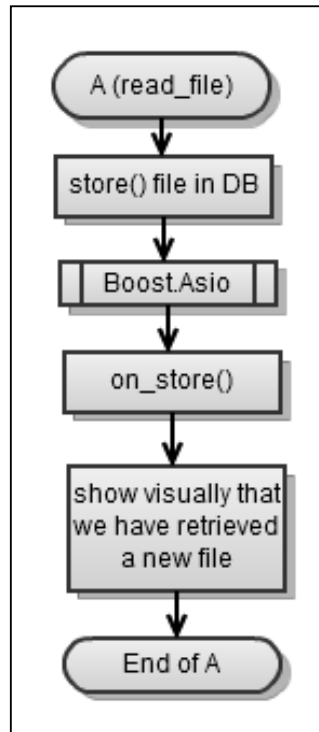 A (read_file)
store() file in DB
Boost.Asio
on_store()
show visually that
we have retrieved
a new file
End of A